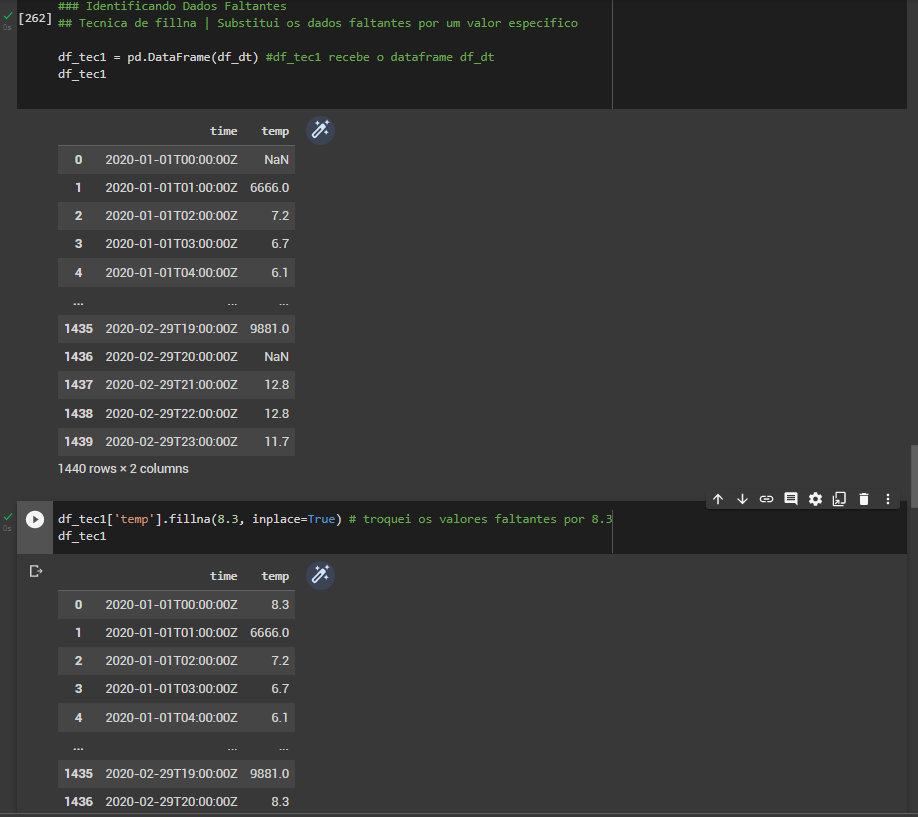 ### Identificando Dados Faltantes
[262]
## Tecnica de fillna | Substitui os dados faltantes por um valor especifico
0s
df_tec1 = pd.DataFrame(df_dt) #df_tec1 recebe o dataframe df_dt
df_tec1
time temp
0 2020-01-01T00:00:00Z NaN
1 2020-01-01T01:00:00Z 6666.0
2 2020-01-01T02:00:00Z 7.2
3 2020-01-01T03:00:00Z 6.7
4 2020-01-01T04:00:00Z 6.1
... ... ...
1435 2020-02-29T19:00:00Z 9881.0
1436 2020-02-29T20:00:00Z NaN
1437 2020-02-29T21:00:00Z 12.8
1438 2020-02-29T22:00:00Z 12.8
1439 2020-02-29T23:00:00Z 11.7
1440 rows × 2 columns
df_tec1['temp'].fillna(8.3, inplace=True) # troquei os valores faltantes por 8.3
0s
df_tec1
time temp
0 2020-01-01T00:00:00Z 8.3
1 2020-01-01T01:00:00Z 6666.0
2 2020-01-01T02:00:00Z 7.2
3 2020-01-01T03:00:00Z 6.7
4 2020-01-01T04:00:00Z 6.1
... ... ...
1435 2020-02-29T19:00:00Z 9881.0
1436 2020-02-29T20:00:00Z 8.3